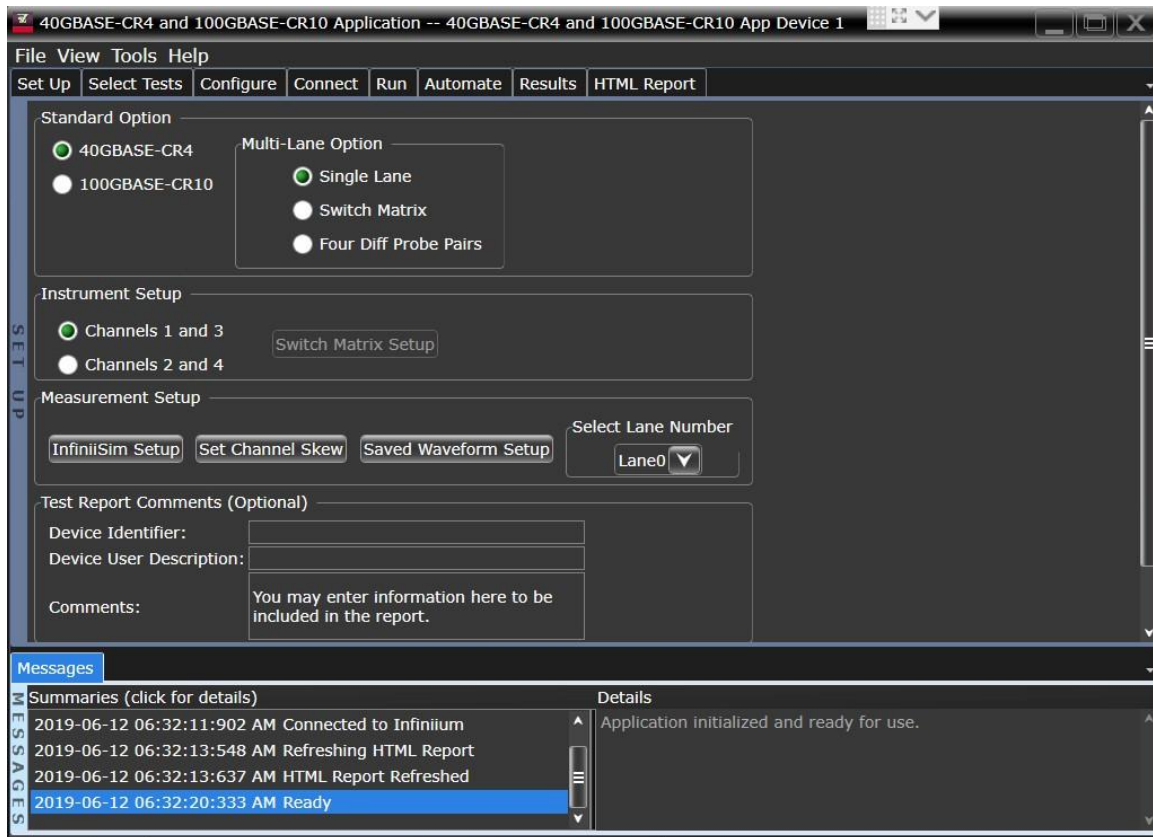 40GBASE-CR4 and 100GBASE-CR10 Application -- 40GBASE-CR4 and 100GBASE-CR10 App Device 1
File View Tools Help
Set Up Select Tests Configure Connect Run Automate Results HTML Report
SET UP
Standard Option
40GBASE-CR4
100GBASE-CR10
Multi-Lane Option
Single Lane
Switch Matrix
Four Diff Probe Pairs
Instrument Setup
Channels 1 and 3
Channels 2 and 4
Switch Matrix Setup
Measurement Setup
InfiniiSim Setup Set Channel Skew Saved Waveform Setup
Select Lane Number
Lane0
Test Report Comments (Optional)
Device Identifier:
Device User Description:
Comments:
You may enter information here to be
included in the report.
Messages
MESSAGES
Summaries (click for details)
2019-06-12 06:32:11:902 AM Connected to Infiniium
2019-06-12 06:32:13:548 AM Refreshing HTML Report
2019-06-12 06:32:13:637 AM HTML Report Refreshed
2019-06-12 06:32:20:333 AM Ready
Details
Application initialized and ready for use.